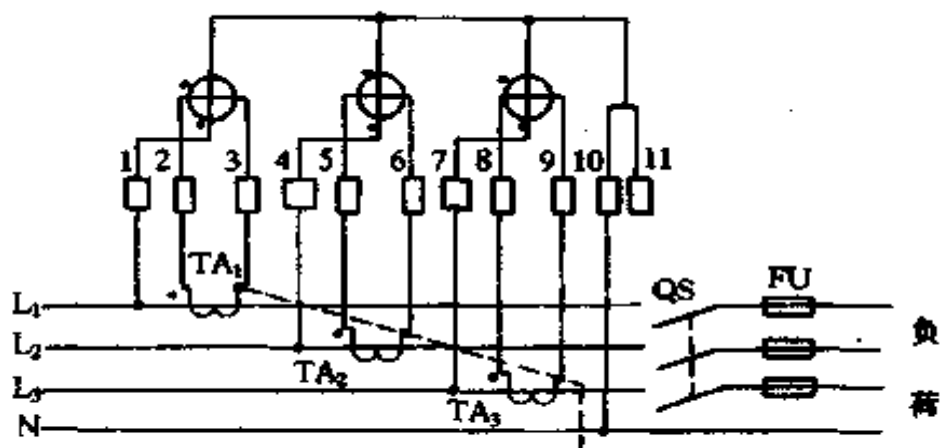 1 2 3 4 5 6 7 8 9 10 11
TA₁
L₁
QS
FU
L₂
TA₂
L₃
TA₃
N
负
荷